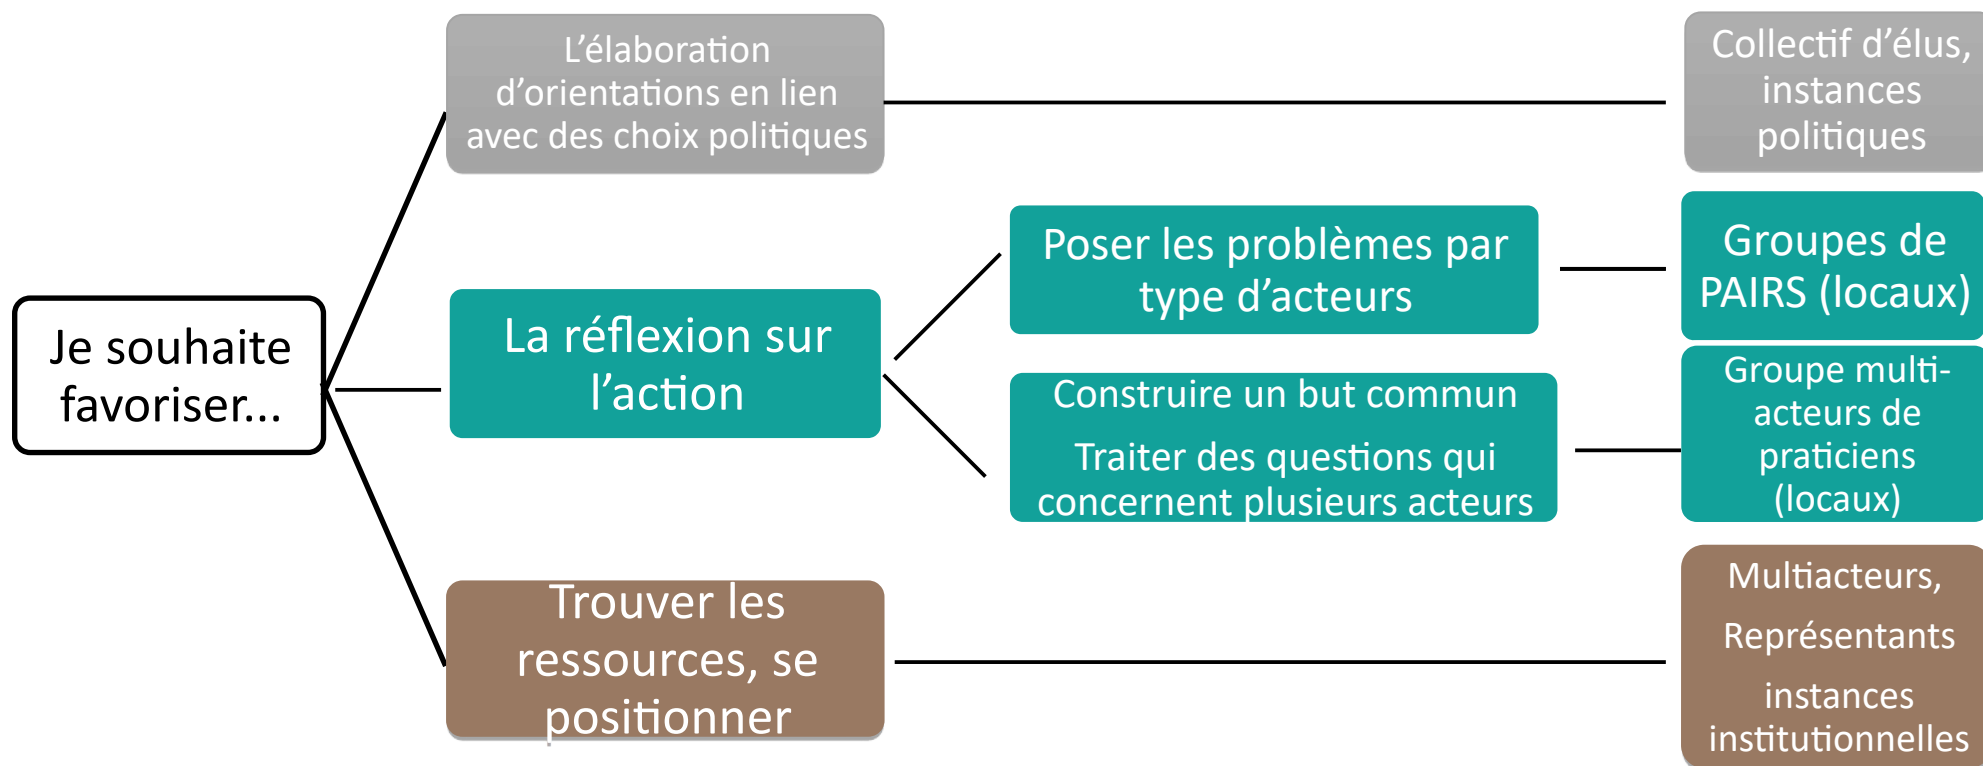 L'élaboration
d'orientations en lien
avec des choix politiques
Collectif d'élus,
instances
politiques
Je souhaite
favoriser...
La réflexion sur
l'action
Poser les problèmes par
type d'acteurs
Groupes de
PAIRS (locaux)
Construire un but commun
Traiter des questions qui
concernent plusieurs acteurs
Groupe multi-
acteurs de
praticiens
(locaux)
Trouver les
ressources, se
positionner
Multiacteurs,
Représentants
instances
institutionnelles